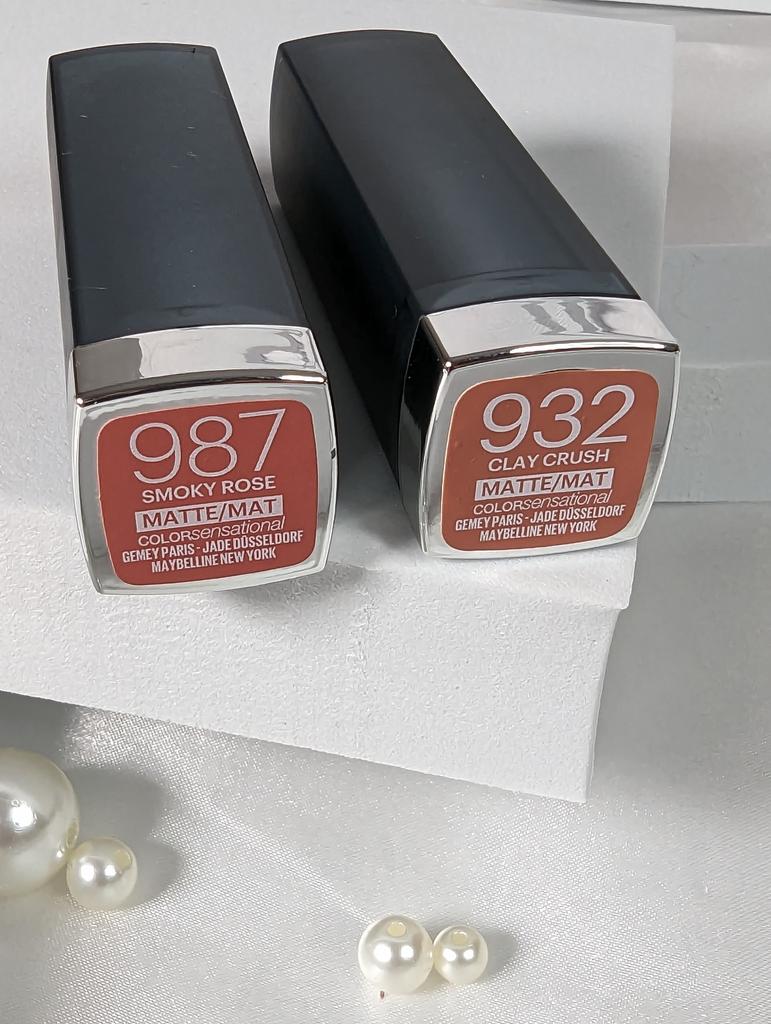 987
SMOKY ROSE
MATTE/MAT
COLORsensational
GEMEY PARIS - JADE DÜSSELDORF
MAYBELLINE NEW YORK
932
CLAY CRUSH
MATTE/MAT
COLORsensational
GEMEY PARIS - JADE DÜSSELDORF
MAYBELLINE NEW YORK